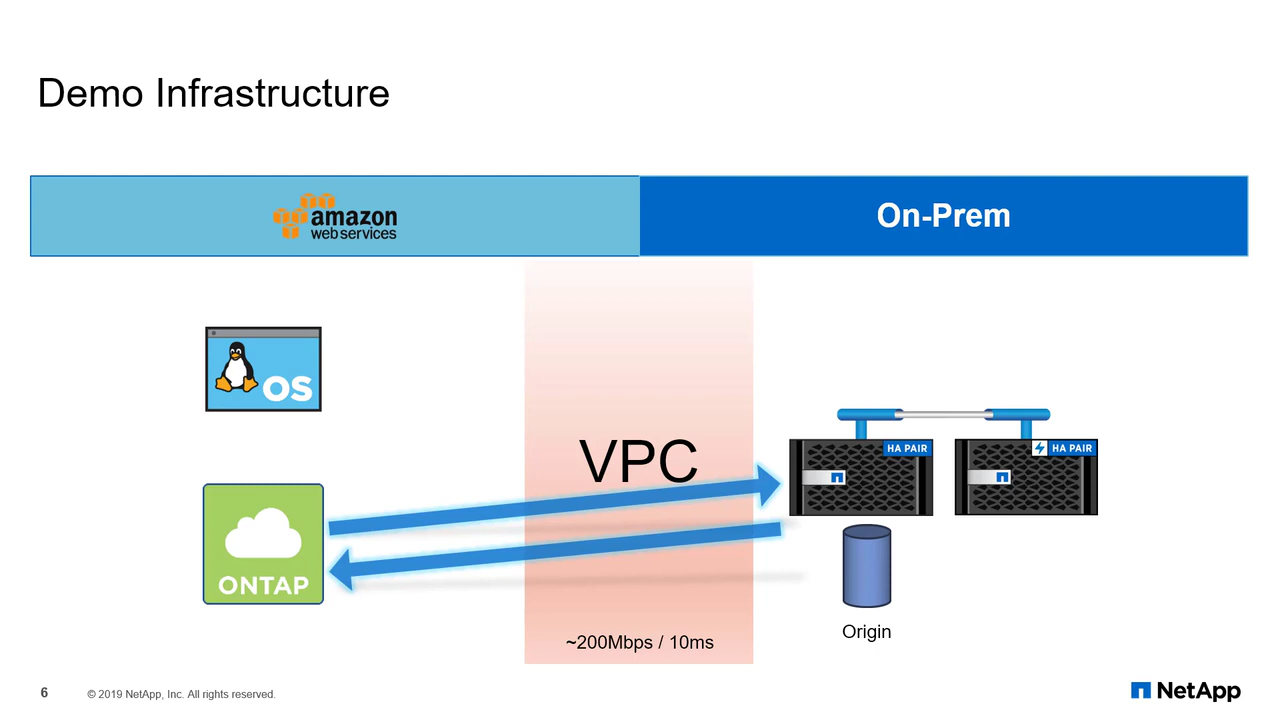 Demo Infrastructure
amazon
web services
On-Prem
OS
VPC
HA PAIR
HA PAIR
ONTAP
Origin
~200Mbps / 10ms
6
© 2019 NetApp, Inc. All rights reserved.
NetApp